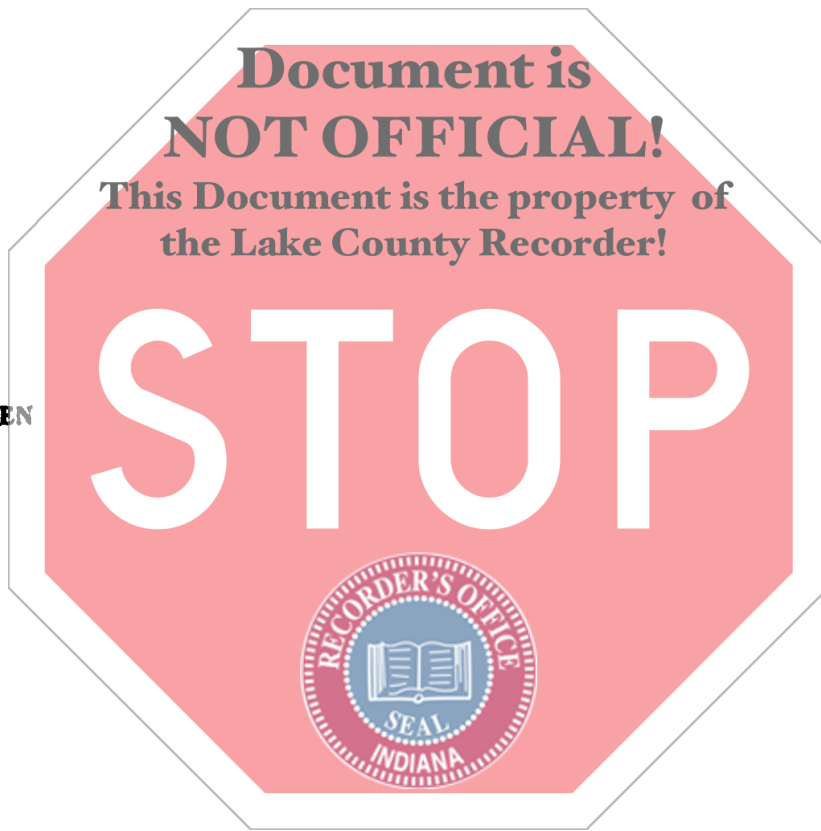 Document is
NOT OFFICIAL!
This Document is the property of
the Lake County Recorder!
EN
STOP
RECORDER'S OFFICE
SEAL
INDIANA